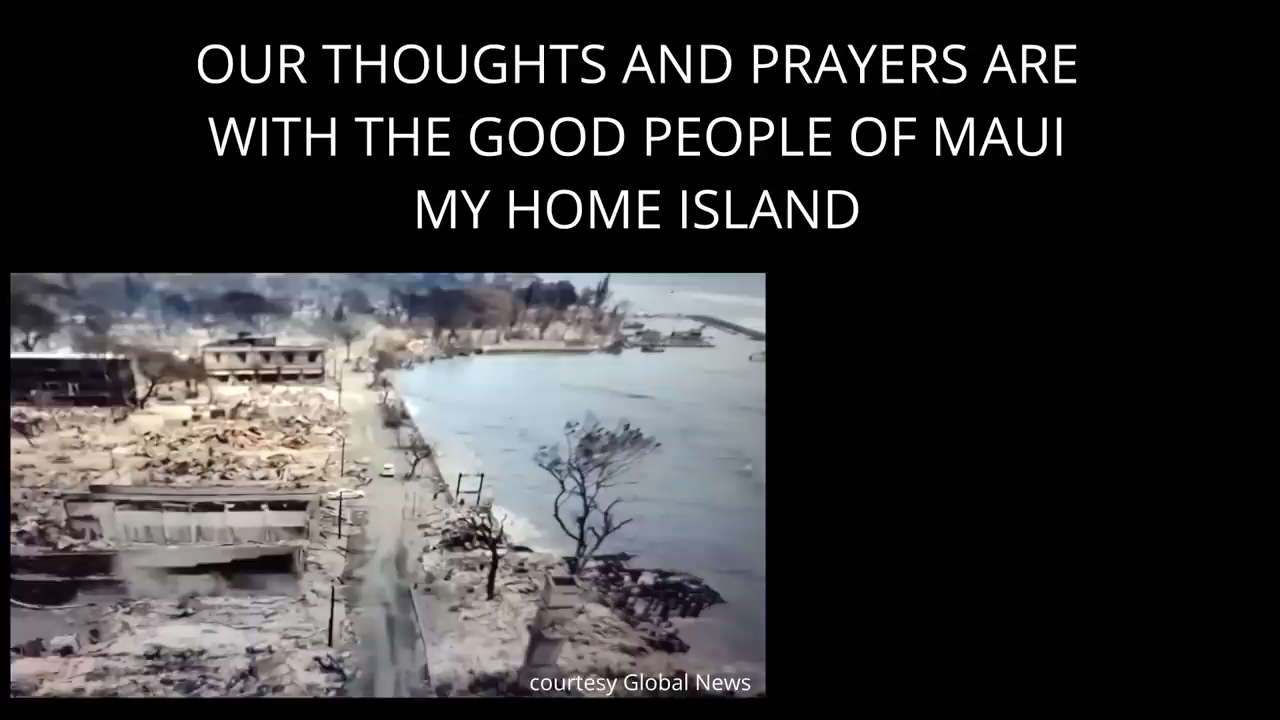 OUR THOUGHTS AND PRAYERS ARE
WITH THE GOOD PEOPLE OF MAUI
MY HOME ISLAND
courtesy Global News